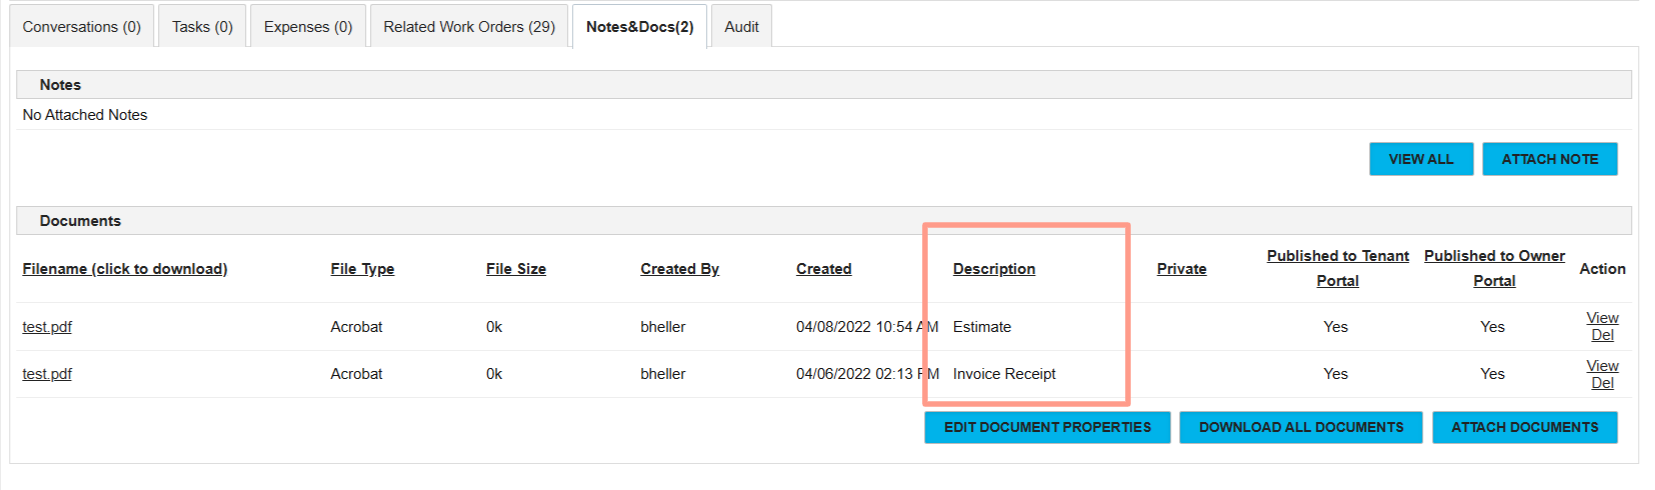 Conversations (0) Tasks (0) Expenses (0) Related Work Orders (29) Notes&Docs(2) Audit
Notes
No Attached Notes
VIEW ALL ATTACH NOTE
Documents
Filename (click to download) File Type File Size Created By Created Description Private Published to Tenant Portal Published to Owner Portal Action
test.pdf Acrobat 0k bheller 04/08/2022 10:54 AM Estimate Yes Yes View Del
test.pdf Acrobat 0k bheller 04/06/2022 02:13 PM Invoice Receipt Yes Yes View Del
EDIT DOCUMENT PROPERTIES DOWNLOAD ALL DOCUMENTS ATTACH DOCUMENTS